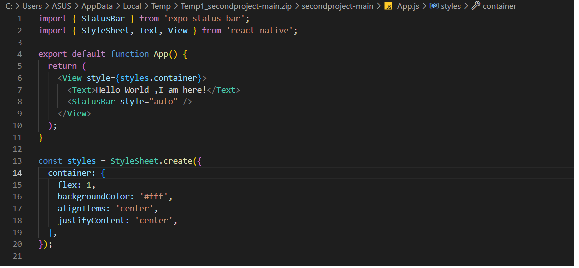 C: > Users > ASUS > AppData > Local > Temp > Temp1_secondproject-main.zip > secondproject-main > App.js > styles > container
1 import { StatusBar } from 'expo-status-bar';
2 import { StyleSheet, Text, View } from 'react-native';
3
4 export default function App() {
5   return (
6     <View style={styles.container}>
7       <Text>Hello World ,I am here!</Text>
8       <StatusBar style="auto" />
9     </View>
10   );
11 }
12
13 const styles = StyleSheet.create({
14   container: {
15     flex: 1,
16     backgroundColor: '#fff',
17     alignItems: 'center',
18     justifyContent: 'center',
19   },
20 });
21